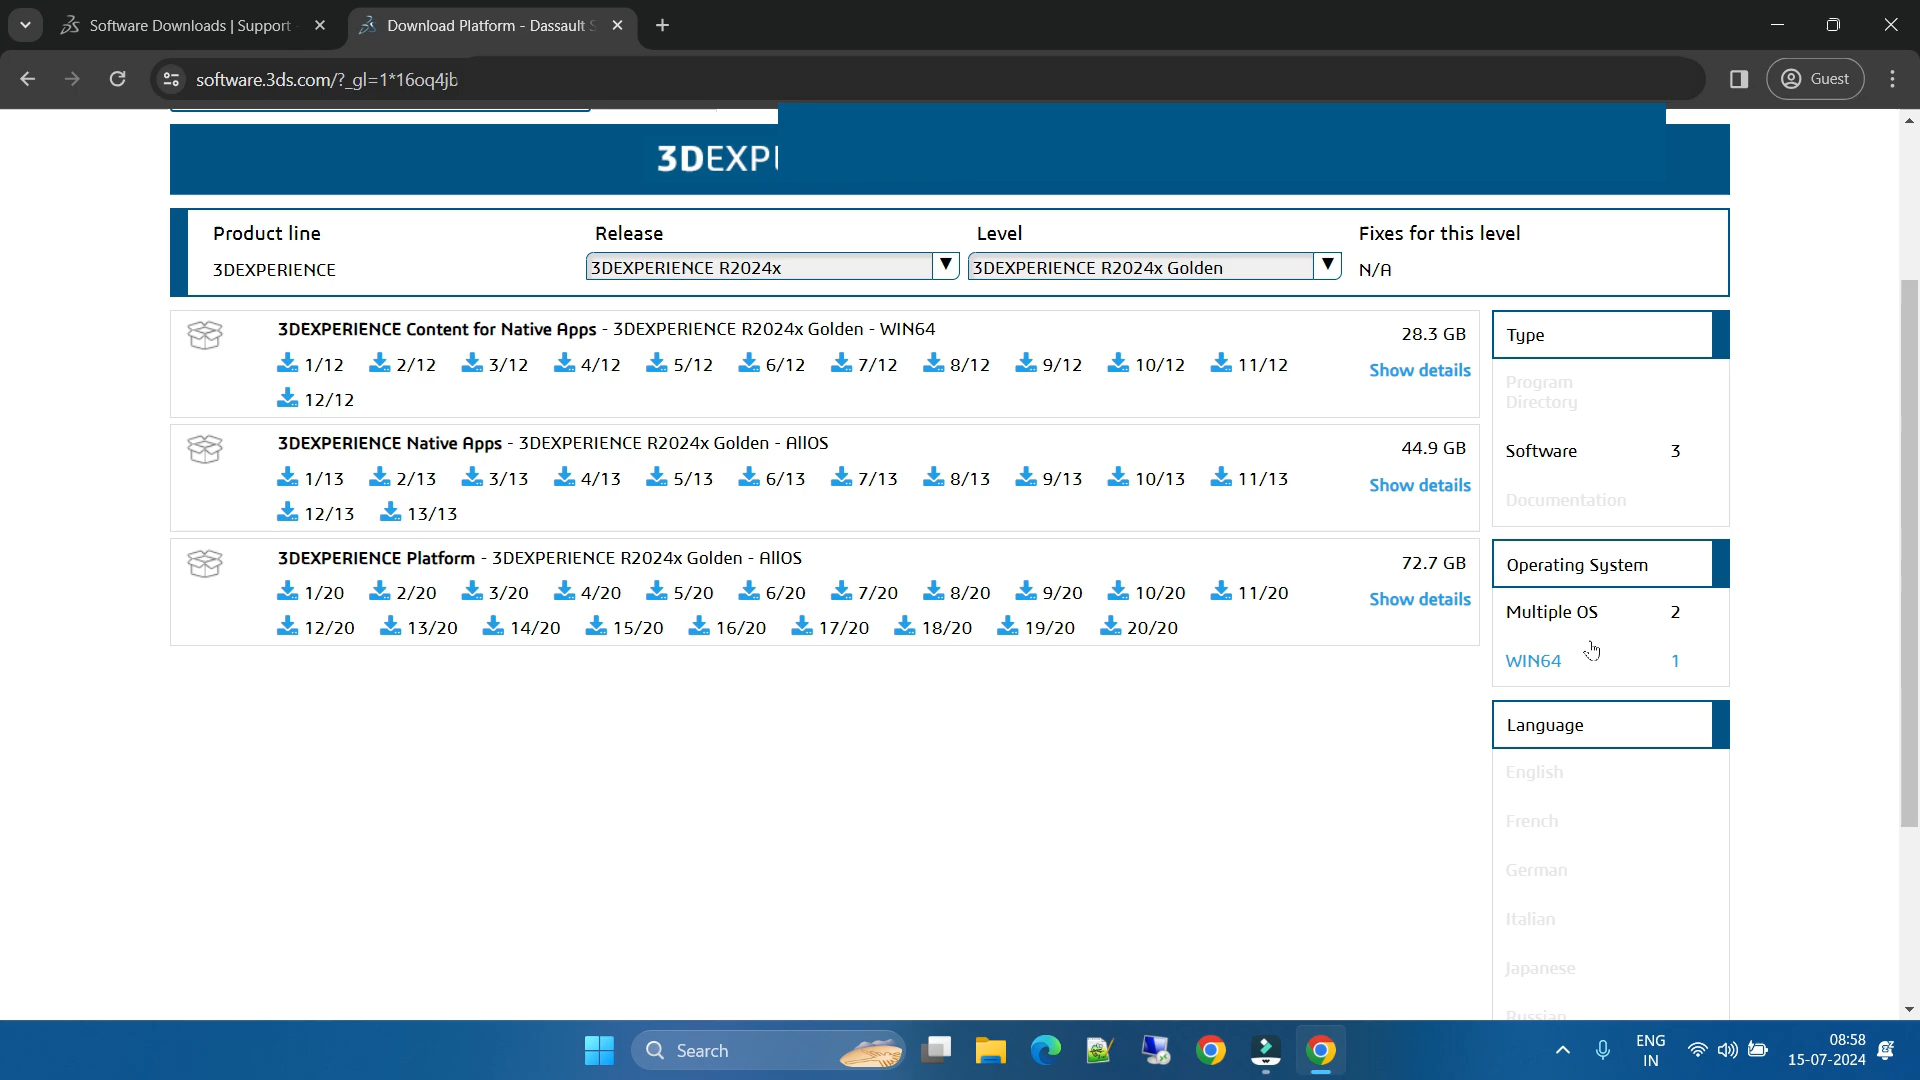 Software Downloads | Support
Download Platform - Dassault S
software.3ds.com/?_gl=1*16oq4jb
Guest
3DEXPI
Product line
Release
Level
Fixes for this level
3DEXPERIENCE
3DEXPERIENCE R2024x
3DEXPERIENCE R2024x Golden
N/A
3DEXPERIENCE Content for Native Apps - 3DEXPERIENCE R2024x Golden - WIN64
28.3 GB
1/12 2/12 3/12 4/12 5/12 6/12 7/12 8/12 9/12 10/12 11/12
Show details
12/12
3DEXPERIENCE Native Apps - 3DEXPERIENCE R2024x Golden - AllOS
44.9 GB
1/13 2/13 3/13 4/13 5/13 6/13 7/13 8/13 9/13 10/13 11/13
Show details
12/13 13/13
3DEXPERIENCE Platform - 3DEXPERIENCE R2024x Golden - AllOS
72.7 GB
1/20 2/20 3/20 4/20 5/20 6/20 7/20 8/20 9/20 10/20 11/20
Show details
12/20 13/20 14/20 15/20 16/20 17/20 18/20 19/20 20/20
Type
Program
Directory
Software 3
Documentation
Operating System
Multiple OS 2
WIN64 1
Language
English
French
German
Italian
Japanese
Russian
Search
ENG
IN
08:58
15-07-2024